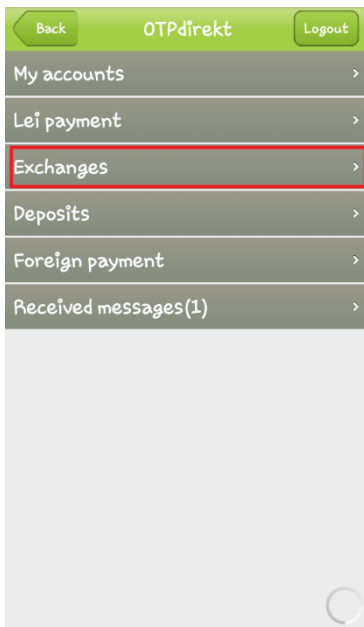 Back OTPdirekt Logout
My accounts
Lei payment
Exchanges
Deposits
Foreign payment
Received messages(1)